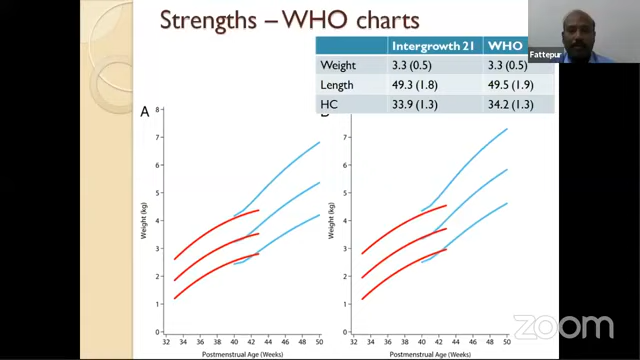 Strengths – WHO charts
Fattepur
Intergrowth 21 WHO
Weight 3.3 (0.5) 3.3 (0.5)
Length 49.3 (1.8) 49.5 (1.9)
HC 33.9 (1.3) 34.2 (1.3)
A
8
7
6
5
4
3
2
1
0
Weight (kg)
32 34 36 38 40 42 44 46 48 50
Postmenstrual Age (Weeks)
7
6
5
4
3
2
1
0
Weight (kg)
32 34 36 38 40 42 44 46 48 50
Postmenstrual Age (Weeks)
zoom